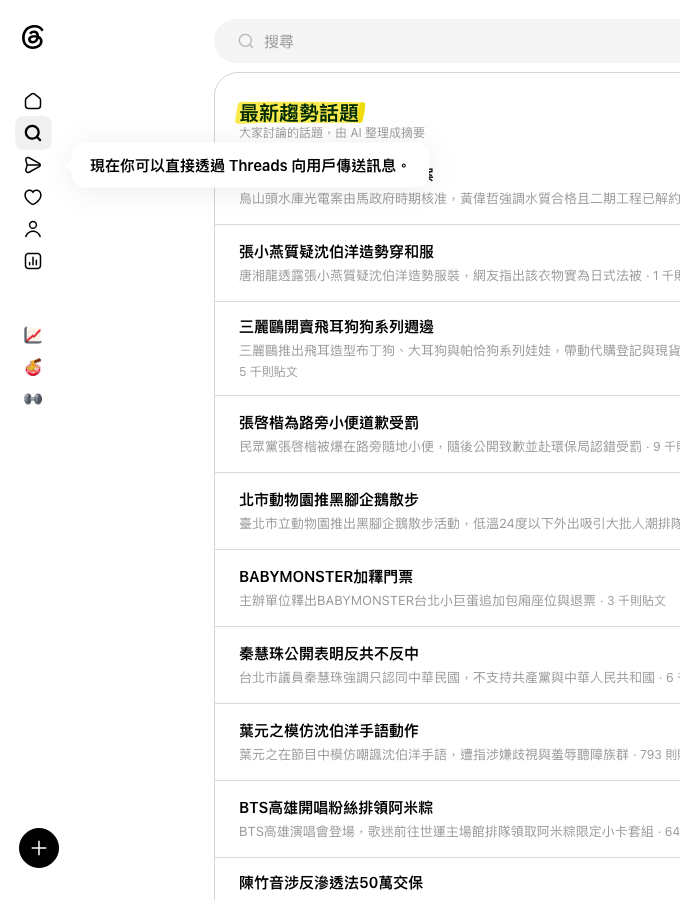 搜尋
最新趨勢話題
大家討論的話題，由 AI 整理成摘要
現在你可以直接透過 Threads 向用戶傳送訊息。
烏山頭水庫光電案由馬政府時期核准，黃偉哲強調水質合格且二期工程已解約
張小燕質疑沈伯洋造勢穿和服
唐湘龍透露張小燕質疑沈伯洋造勢服裝，網友指出該衣物實為日式法被 · 1 千則
三麗鷗開賣飛耳狗狗系列週邊
三麗鷗推出飛耳造型布丁狗、大耳狗與帕恰狗系列娃娃，帶動代購登記與現貨
5 千則貼文
張啓楷為路旁小便道歉受罰
民眾黨張啓楷被爆在路旁隨地小便，隨後公開致歉並赴環保局認錯受罰 · 9 千
北市動物園推黑腳企鵝散步
臺北市立動物園推出黑腳企鵝散步活動，低溫24度以下外出吸引大批人潮排隊
BABYMONSTER加釋門票
主辦單位釋出BABYMONSTER台北小巨蛋追加包廂座位與退票 · 3 千則貼文
秦慧珠公開表明反共不反中
台北市議員秦慧珠強調只認同中華民國，不支持共產黨與中華人民共和國 · 6
葉元之模仿沈伯洋手語動作
葉元之在節目中模仿嘲諷沈伯洋手語，遭指涉嫌歧視與羞辱聽障族群 · 793 則
BTS高雄開唱粉絲排領阿米粽
BTS高雄演唱會登場，歌迷前往世運主場館排隊領取阿米粽限定小卡套組 · 64
陳竹音涉反滲透法50萬交保